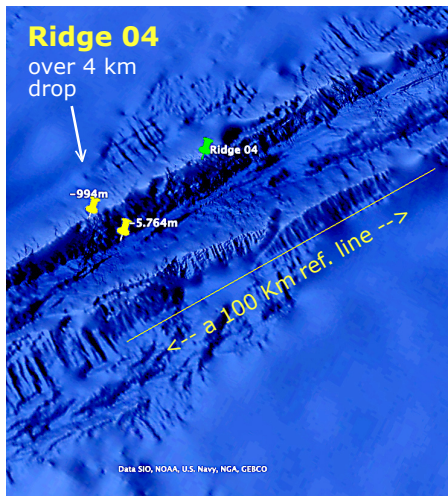 Ridge 04
over 4 km
drop
Ridge 04
-994m
-5.764m
<-- a 100 Km ref. line -->
Data SIO, NOAA, U.S. Navy, NGA, GEBCO